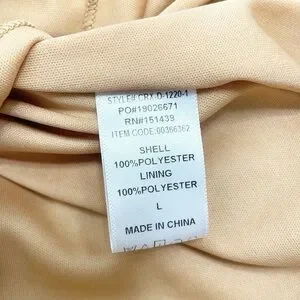 STYLE# CRX-D-1220-1
PO#19026671
RN#151439
ITEM CODE:00366362
SHELL
100%POLYESTER
LINING
100%POLYESTER
L
MADE IN CHINA